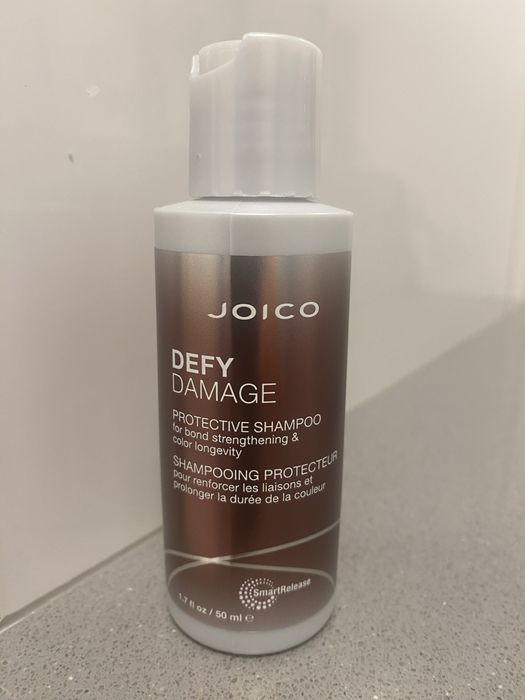 JOICO
DEFY
DAMAGE
PROTECTIVE SHAMPOO
for bond strengthening &
color longevity
SHAMPOOING PROTECTEUR
pour renforcer les liaisons et
prolonger la durée de la couleur
SmartRelease
1.7 fl oz / 50 ml ℮